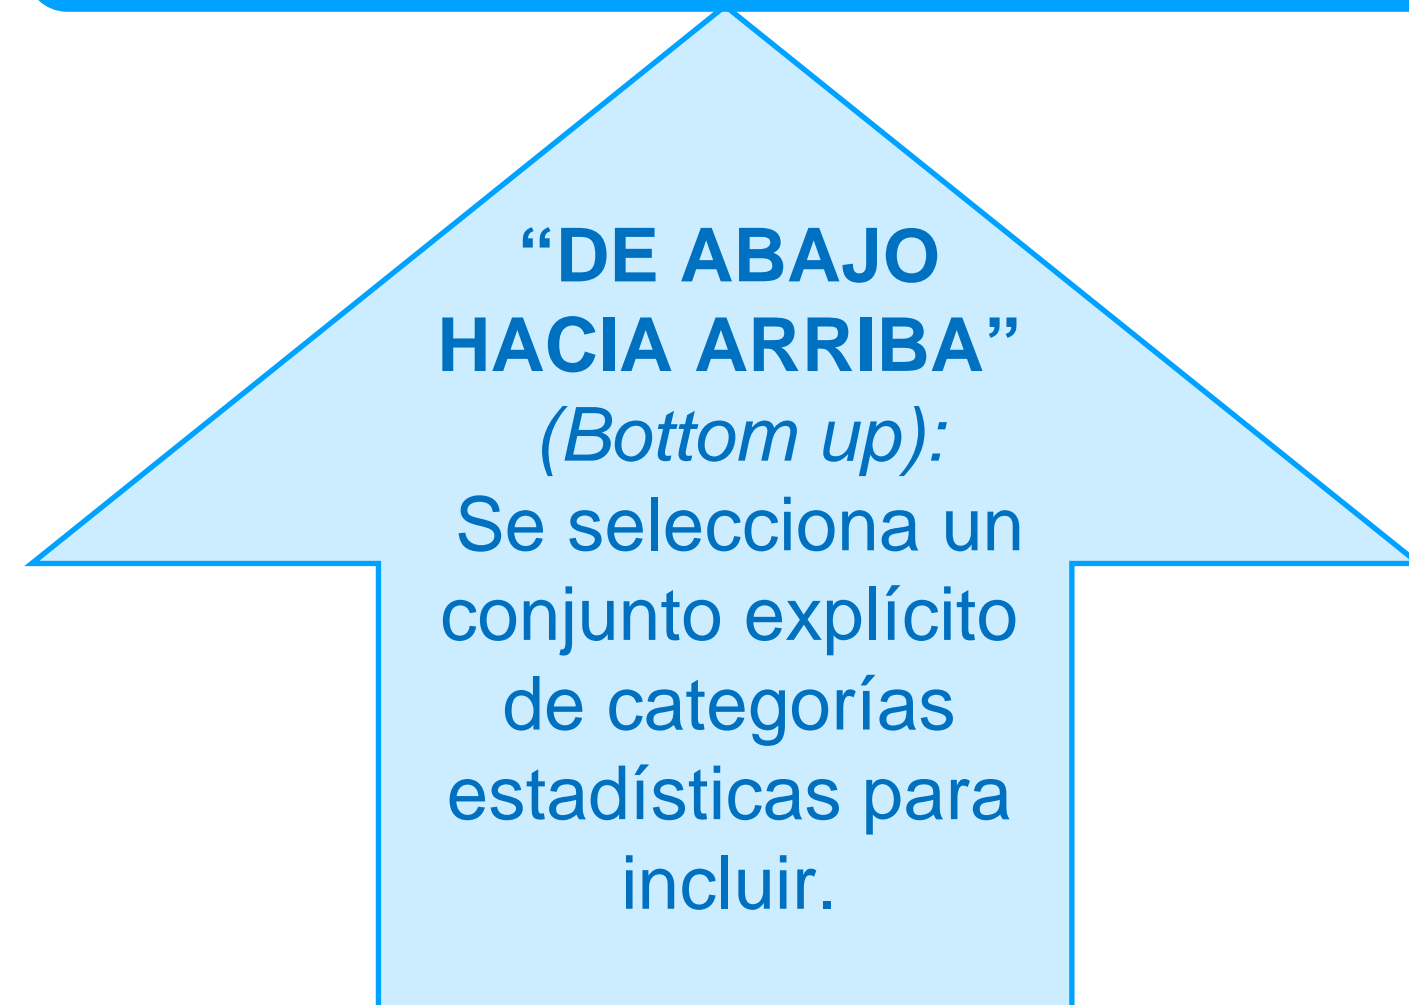 “DE ABAJO
HACIA ARRIBA”
(Bottom up):
Se selecciona un
conjunto explícito
de categorías
estadísticas para
incluir.